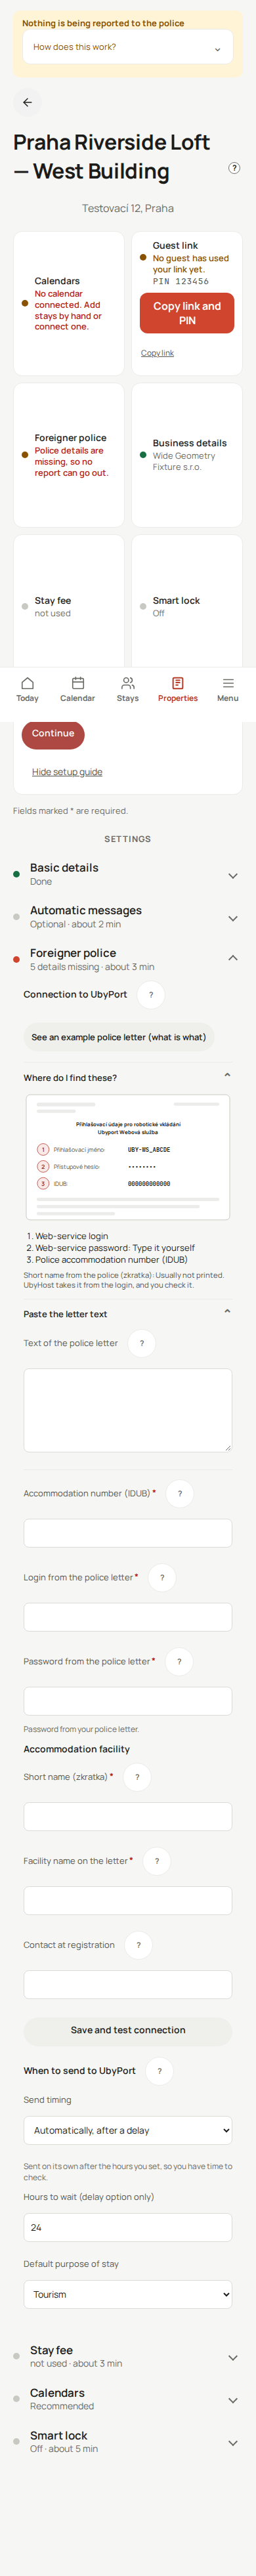 Nothing is being reported to the police
How does this work?
Praha Riverside Loft
— West Building
?
Testovací 12, Praha
Calendars
No calendar
connected. Add
stays by hand or
connect one.
Guest link
No guest has used
your link yet.
PIN 123456
Copy link and
PIN
Copy link
Foreigner police
Police details are
missing, so no
report can go out.
Business details
Wide Geometry
Fixture s.r.o.
Stay fee
not used
Smart lock
Off
Today
Calendar
Stays
Properties
Menu
Continue
Hide setup guide
Fields marked * are required.
SETTINGS
Basic details
Done
Automatic messages
Optional · about 2 min
Foreigner police
5 details missing · about 3 min
Connection to UbyPort ?
See an example police letter (what is what)
Where do I find these?
Přihlašovací údaje pro robotické vkládání
Ubyport Webová služba
1 Přihlašovací jméno: UBY-WS_ABCDE
2 Přístupové heslo: ••••••••
3 IDUB: 000000000000
1. Web-service login
2. Web-service password: Type it yourself
3. Police accommodation number (IDUB)
Short name from the police (zkratka): Usually not printed.
UbyHost takes it from the login, and you check it.
Paste the letter text
Text of the police letter ?
Accommodation number (IDUB) * ?
Login from the police letter * ?
Password from the police letter * ?
Password from your police letter.
Accommodation facility
Short name (zkratka) * ?
Facility name on the letter * ?
Contact at registration ?
Save and test connection
When to send to UbyPort ?
Send timing
Automatically, after a delay
Sent on its own after the hours you set, so you have time to
check.
Hours to wait (delay option only)
24
Default purpose of stay
Tourism
Stay fee
not used · about 3 min
Calendars
Recommended
Smart lock
Off · about 5 min